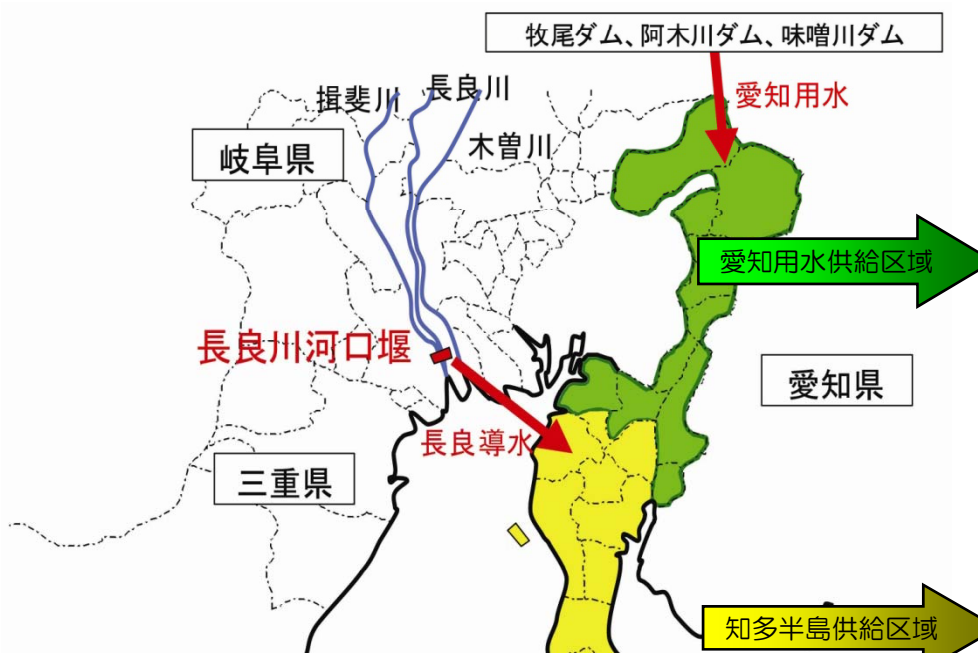 牧尾ダム、阿木川ダム、味噌川ダム
愛知用水
揖斐川
長良川
木曽川
岐阜県
愛知用水供給区域
長良川河口堰
愛知県
長良導水
三重県
知多半島供給区域